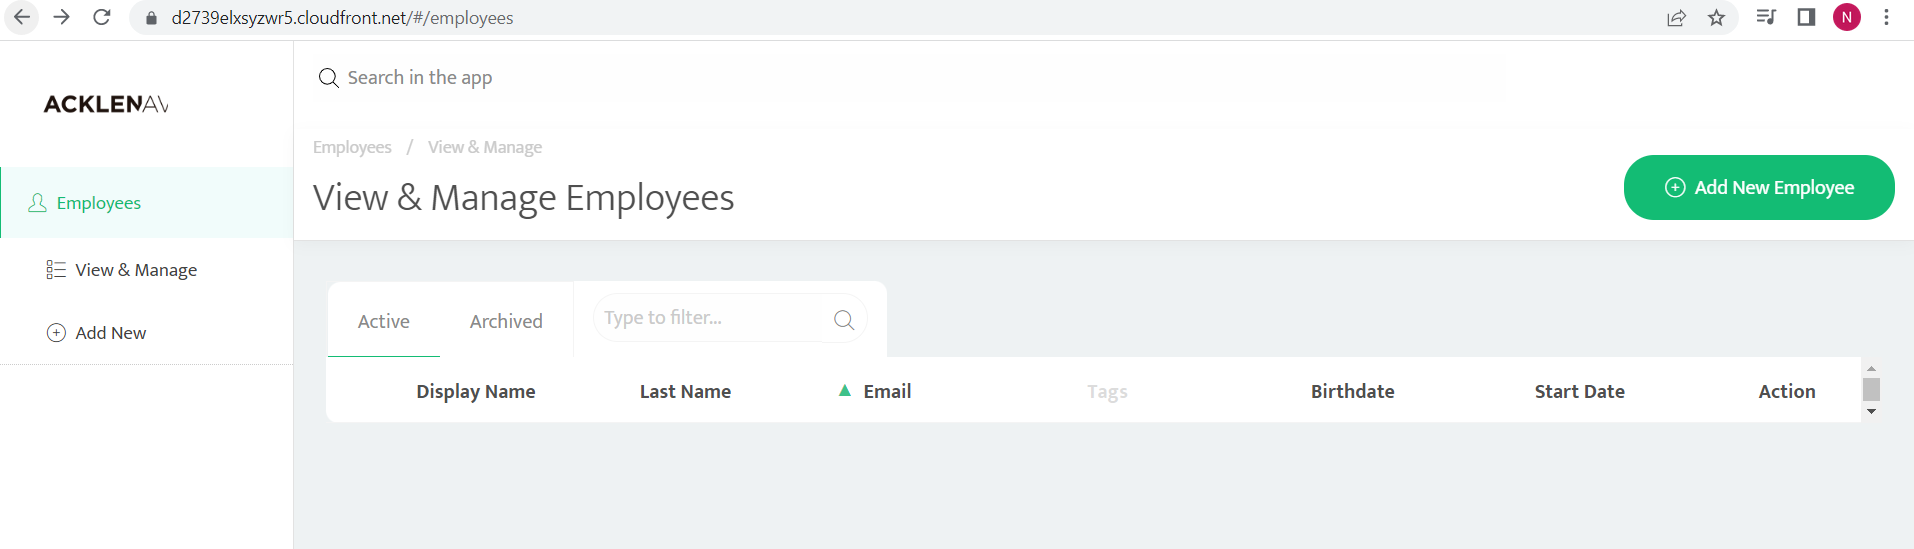 d2739elxsyzwr5.cloudfront.net/#/employees
N
Search in the app
ACKLENAV
Employees / View & Manage
View & Manage Employees
Add New Employee
Employees
View & Manage
Add New
Active Archived Type to filter...
Display Name Last Name Email Tags Birthdate Start Date Action